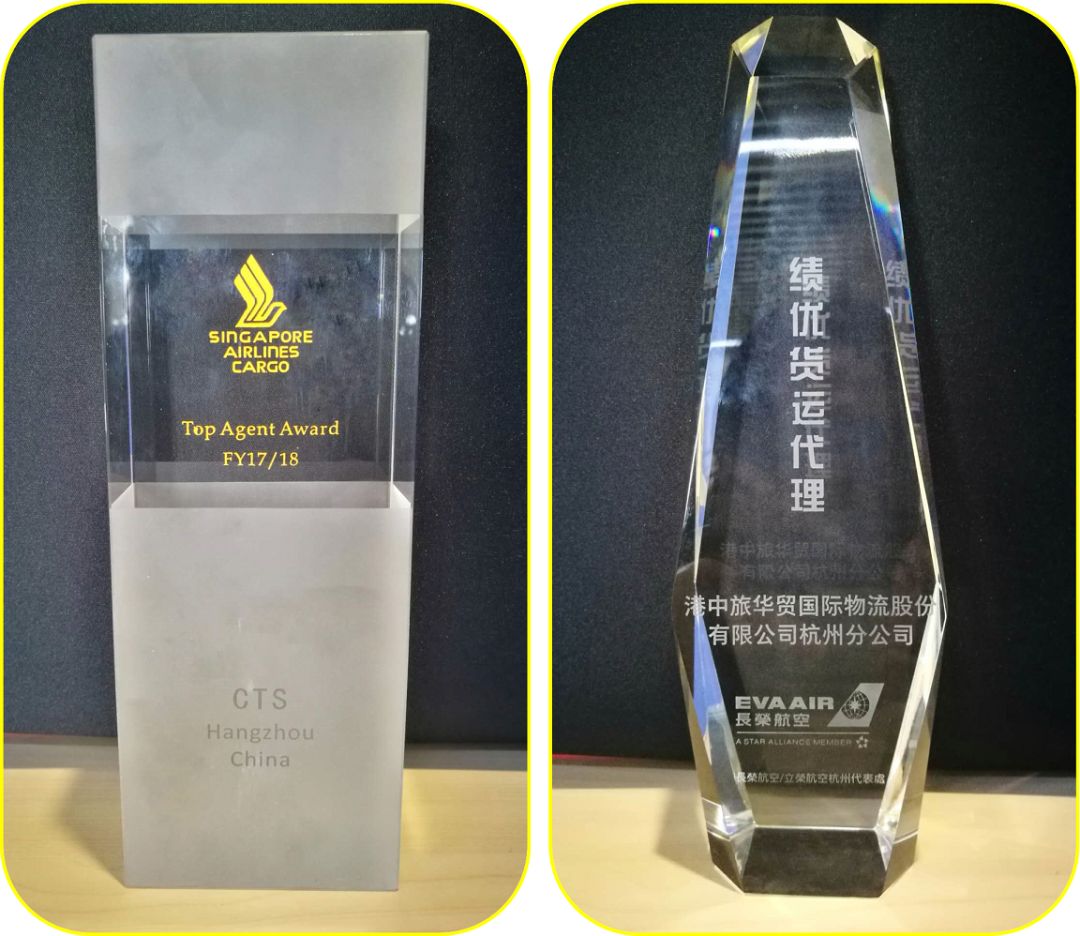 SINGAPORE
AIRLINES
CARGO
Top Agent Award
FY17/18
CTS
Hangzhou
China
绩优货运代理
港中旅华贸国际物流股份
有限公司杭州分公司
EVA AIR
長榮航空
A STAR ALLIANCE MEMBER
長榮航空/立榮航空杭州代表處